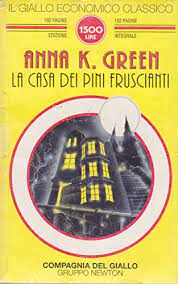 IL GIALLO ECONOMICO CLASSICO
192 PAGINE
1500
LIRE
192 PAGINE
EDIZIONE
INTEGRALE
ANNA K. GREEN
LA CASA DEI PINI FRUSCIANTI
COMPAGNIA DEL GIALLO
GRUPPO NEWTON